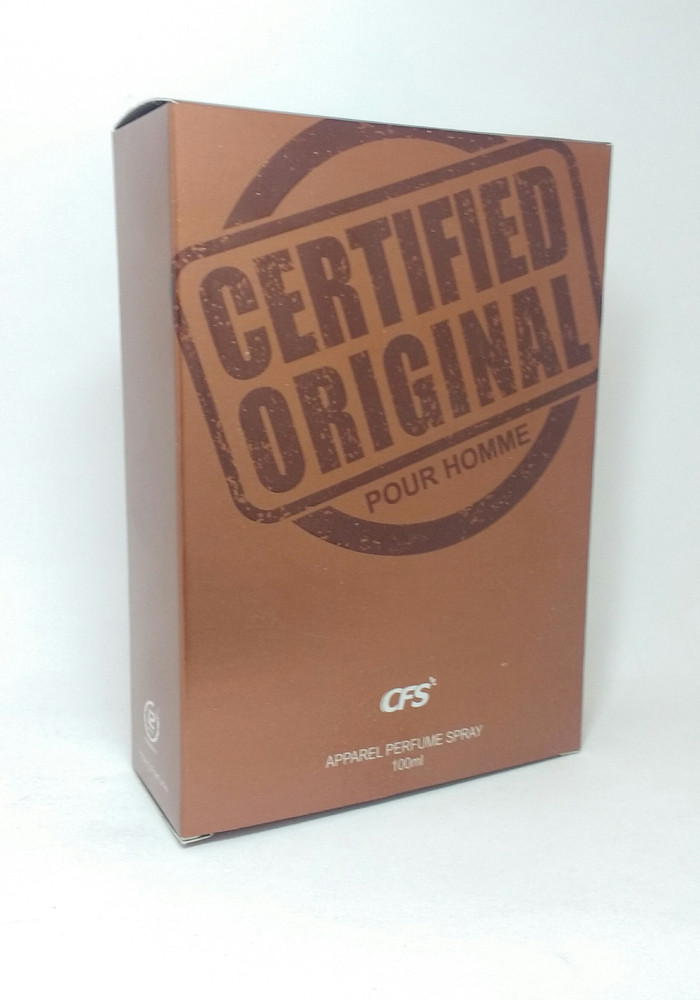 CERTIFIED
ORIGINAL
POUR HOMME
CFS
APPAREL PERFUME SPRAY
100ml